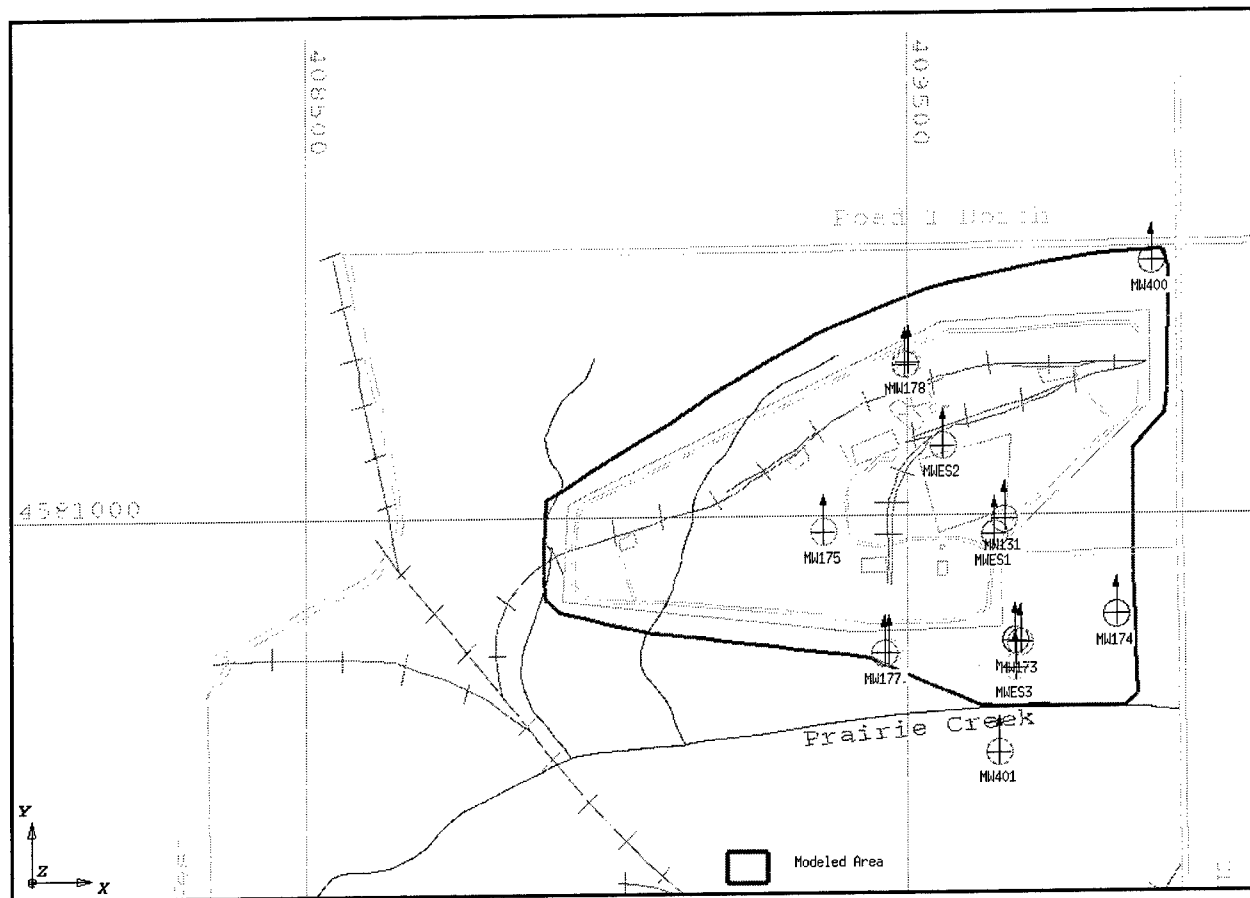 408500
409500
Road 1 North
MW400
MW178
MWES2
4581000
MW175
MW131
MWES1
MW174
MW173
MW177
MWES3
Prairie Creek
MW401
Y
Z
X
Modeled Area